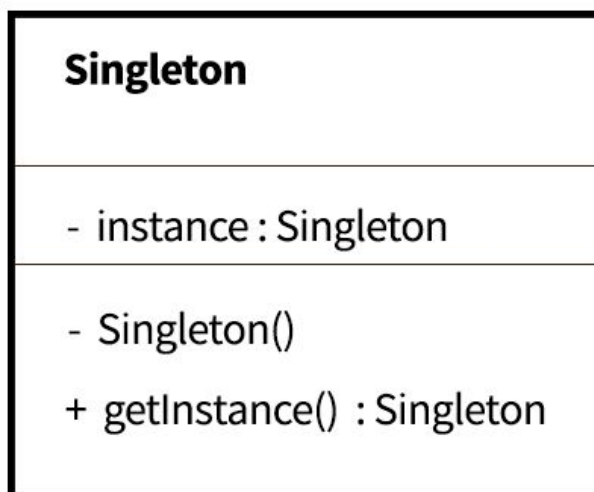 Singleton
- instance : Singleton
- Singleton()
+ getInstance() : Singleton